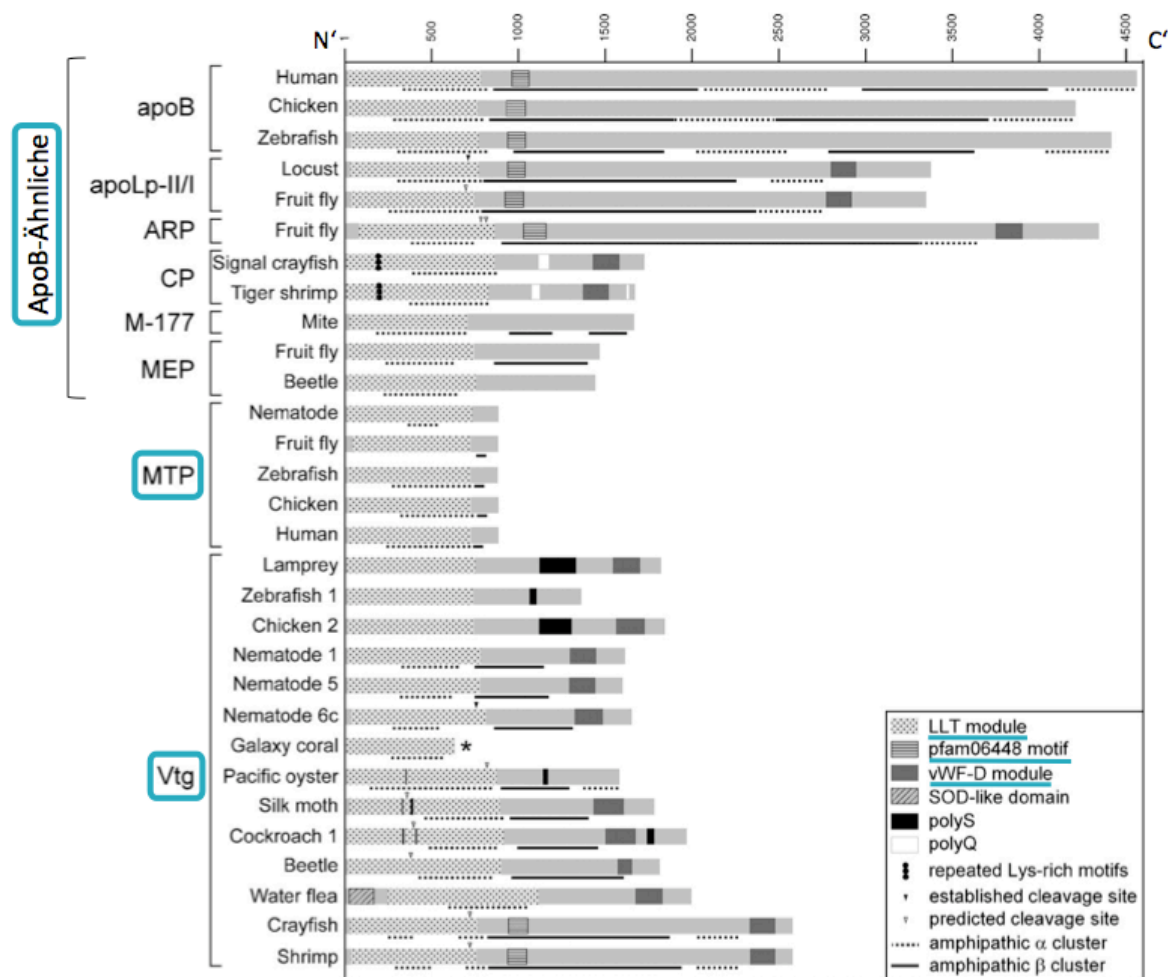 N' 1 500 1000 1500 2000 2500 3000 3500 4000 4500 C'
ApoB-Ähnliche
apoB
Human
Chicken
Zebrafish
apoLp-II/I
Locust
Fruit fly
ARP
Fruit fly
CP
Signal crayfish
Tiger shrimp
M-177
Mite
MEP
Fruit fly
Beetle
MTP
Nematode
Fruit fly
Zebrafish
Chicken
Human
Vtg
Lamprey
Zebrafish 1
Chicken 2
Nematode 1
Nematode 5
Nematode 6c
Galaxy coral *
Pacific oyster
Silk moth
Cockroach 1
Beetle
Water flea
Crayfish
Shrimp
LLT module
pfam06448 motif
vWF-D module
SOD-like domain
polyS
polyQ
repeated Lys-rich motifs
established cleavage site
predicted cleavage site
amphipathic α cluster
amphipathic β cluster